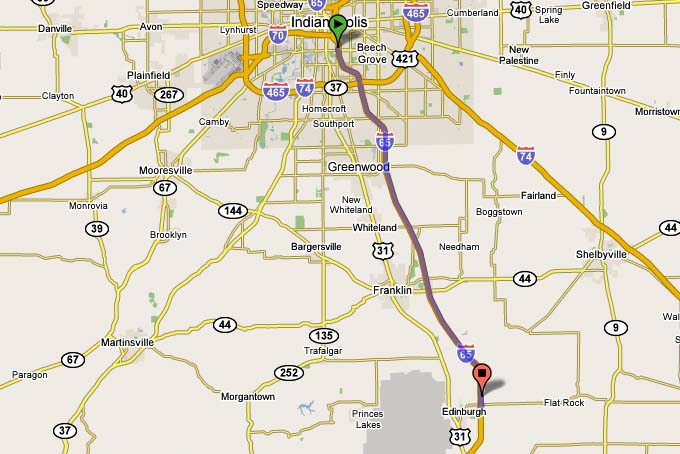 Speedway
65
Cumberland
40
Spring
Lake
Greenfield
Danville
Avon
Lynhurst
Indianapolis
465
70
Beech
Grove
421
New
Palestine
Plainfield
Finly
Fountaintown
Clayton
40
267
465
74
37
Homecroft
Morristown
Camby
Southport
65
9
74
Mooresville
Greenwood
67
Fairland
Monrovia
144
New
Whiteland
Boggstown
39
Brooklyn
Whiteland
44
Bargersville
31
Needham
Shelbyville
44
Franklin
44
9
Martinsville
135
Trafalgar
65
67
Paragon
252
Morgantown
Princes
Lakes
Edinburgh
Flat Rock
37
31